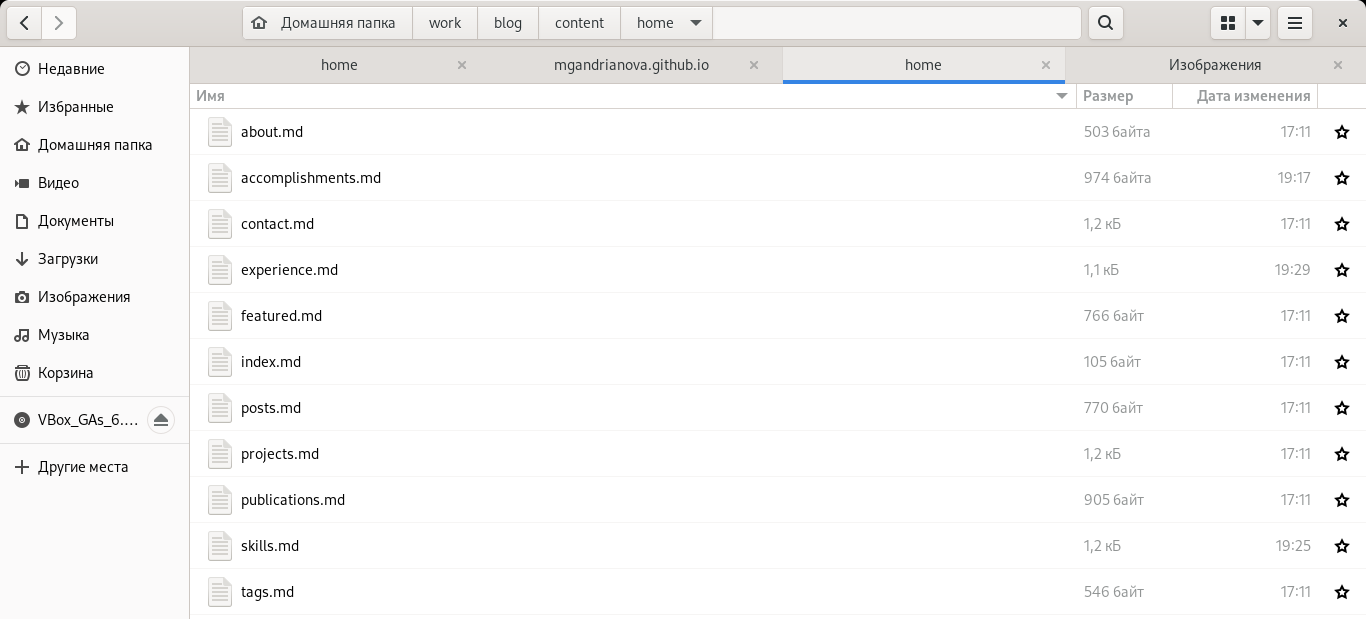 Домашняя папка work blog content home
home mgandrianova.github.io home Изображения
Недавние
Избранные
Домашняя папка
Видео
Документы
Загрузки
Изображения
Музыка
Корзина
VBox_GAs_6....
Другие места
Имя Размер Дата изменения
about.md 503 байта 17:11
accomplishments.md 974 байта 19:17
contact.md 1,2 кБ 17:11
experience.md 1,1 кБ 19:29
featured.md 766 байт 17:11
index.md 105 байт 17:11
posts.md 770 байт 17:11
projects.md 1,2 кБ 17:11
publications.md 905 байт 17:11
skills.md 1,2 кБ 19:25
tags.md 546 байт 17:11